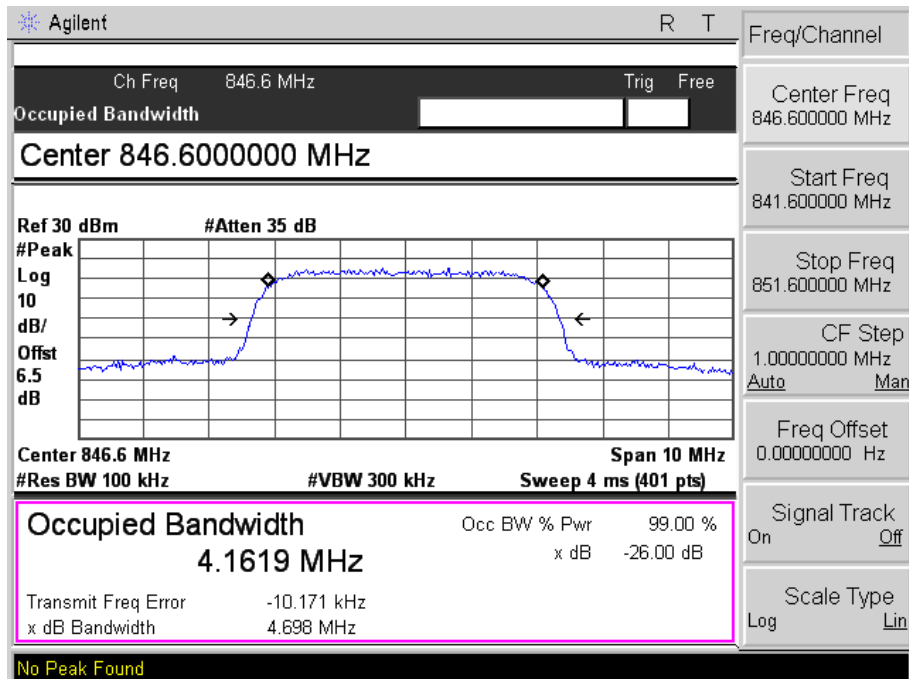 Agilent R T
Freq/Channel
Ch Freq 846.6 MHz Trig Free
Occupied Bandwidth
Center 846.6000000 MHz
Ref 30 dBm #Atten 35 dB
#Peak
Log
10
dB/
Offst
6.5
dB
Center 846.6 MHz Span 10 MHz
#Res BW 100 kHz #VBW 300 kHz Sweep 4 ms (401 pts)
Occupied Bandwidth
4.1619 MHz
Occ BW % Pwr 99.00 %
x dB -26.00 dB
Transmit Freq Error -10.171 kHz
x dB Bandwidth 4.698 MHz
No Peak Found
Center Freq
846.600000 MHz
Start Freq
841.600000 MHz
Stop Freq
851.600000 MHz
CF Step
1.00000000 MHz
Auto Man
Freq Offset
0.00000000 Hz
Signal Track
On Off
Scale Type
Log Lin